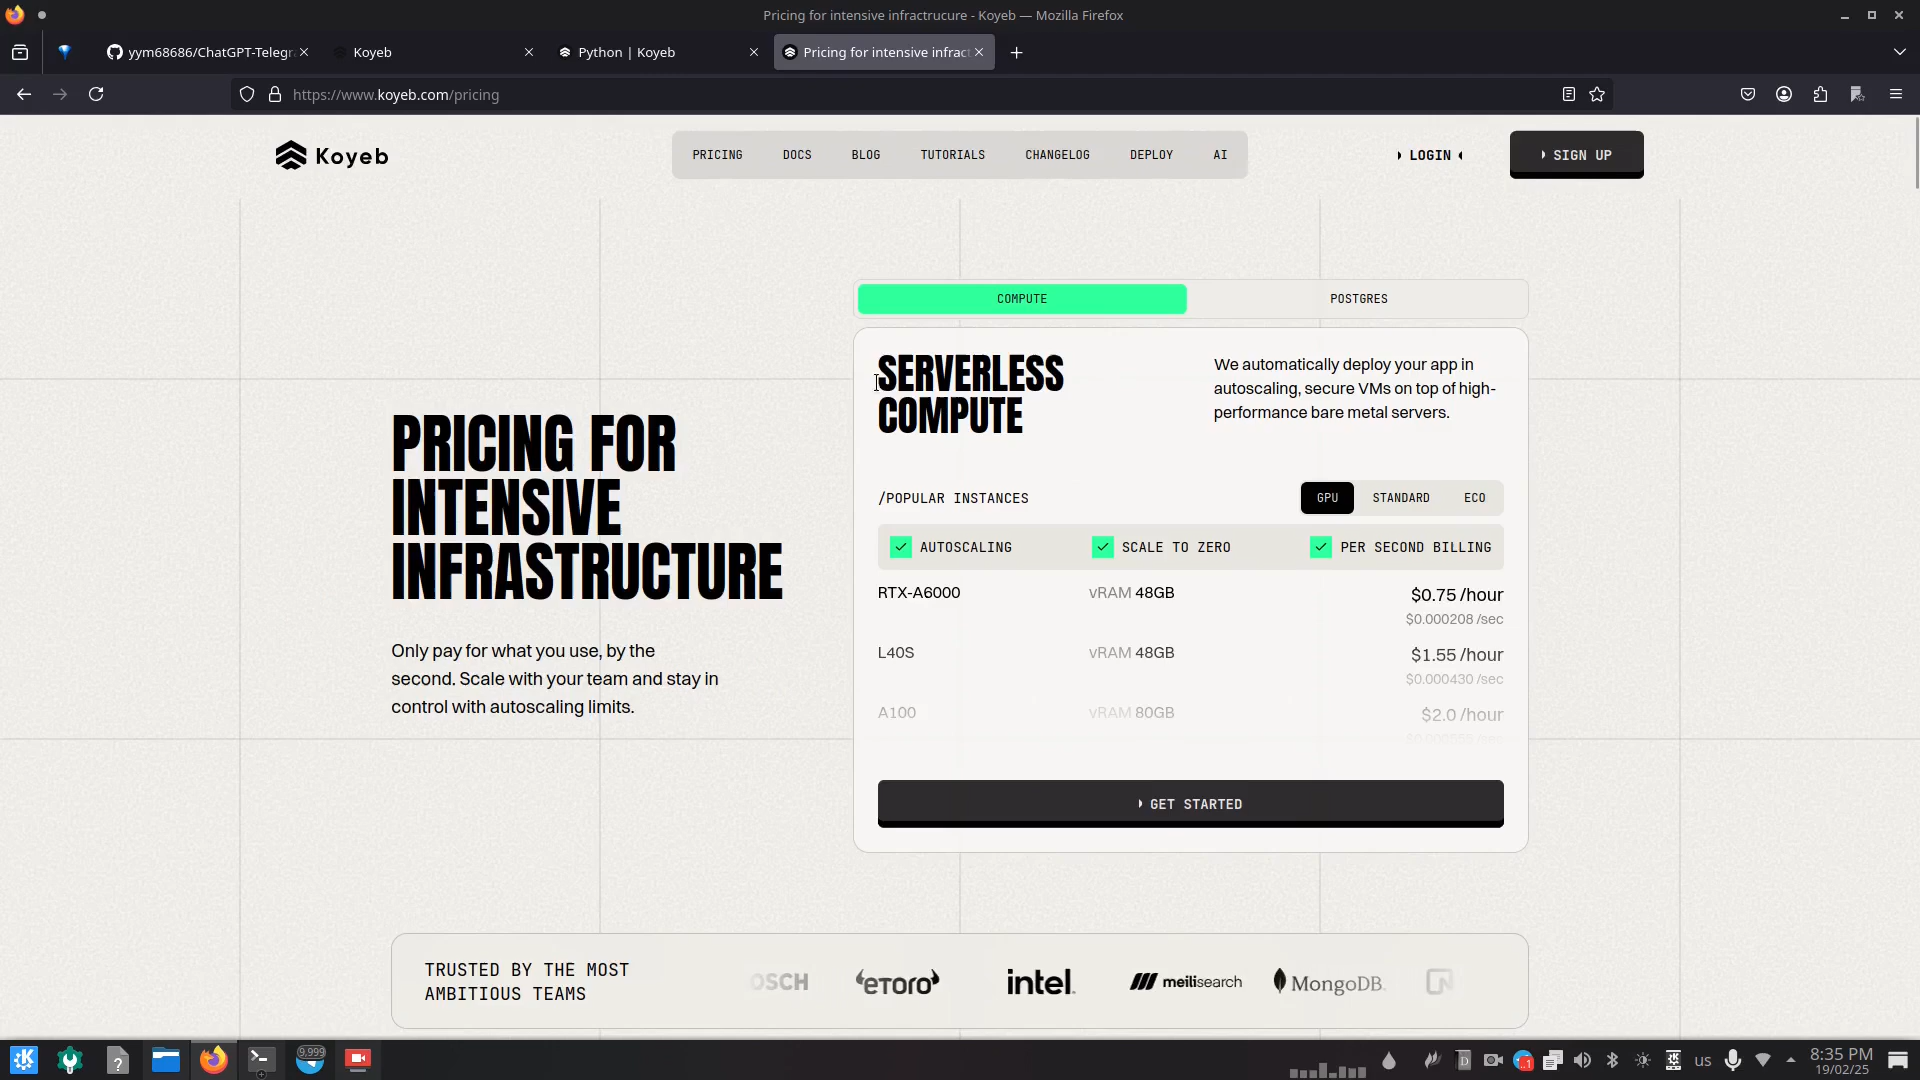 Pricing for intensive infractrucure - Koyeb — Mozilla Firefox
yym68686/ChatGPT-Telegr
Koyeb
Python | Koyeb
Pricing for intensive infrac
https://www.koyeb.com/pricing
Koyeb
PRICING
DOCS
BLOG
TUTORIALS
CHANGELOG
DEPLOY
AI
LOGIN
SIGN UP
COMPUTE
POSTGRES
PRICING FOR
INTENSIVE
INFRASTRUCTURE
Only pay for what you use, by the
second. Scale with your team and stay in
control with autoscaling limits.
SERVERLESS
COMPUTE
We automatically deploy your app in
autoscaling, secure VMs on top of high-
performance bare metal servers.
/POPULAR INSTANCES
GPU
STANDARD
ECO
AUTOSCALING
SCALE TO ZERO
PER SECOND BILLING
RTX-A6000
vRAM 48GB
$0.75 /hour
$0.000208 /sec
L40S
vRAM 48GB
$1.55 /hour
$0.000430 /sec
A100
vRAM 80GB
$2.0 /hour
GET STARTED
TRUSTED BY THE MOST
AMBITIOUS TEAMS
OSCH
eToro
intel.
meilisearch
MongoDB.
9,999
us
8:35 PM
19/02/25